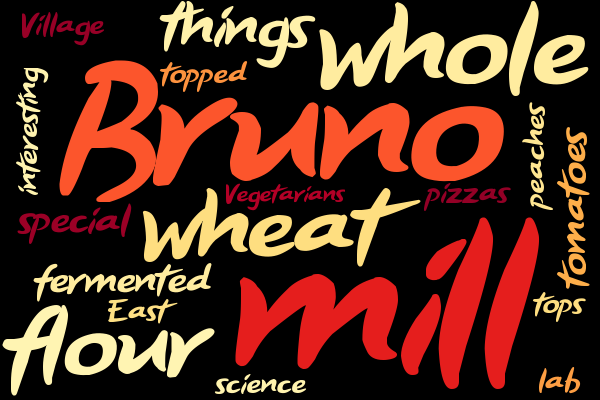 Village
things
whole
interesting
topped
Bruno
peaches
tomatoes
special
Vegetarians
pizzas
wheat
fermented
East
mill
tops
flour
science
lab